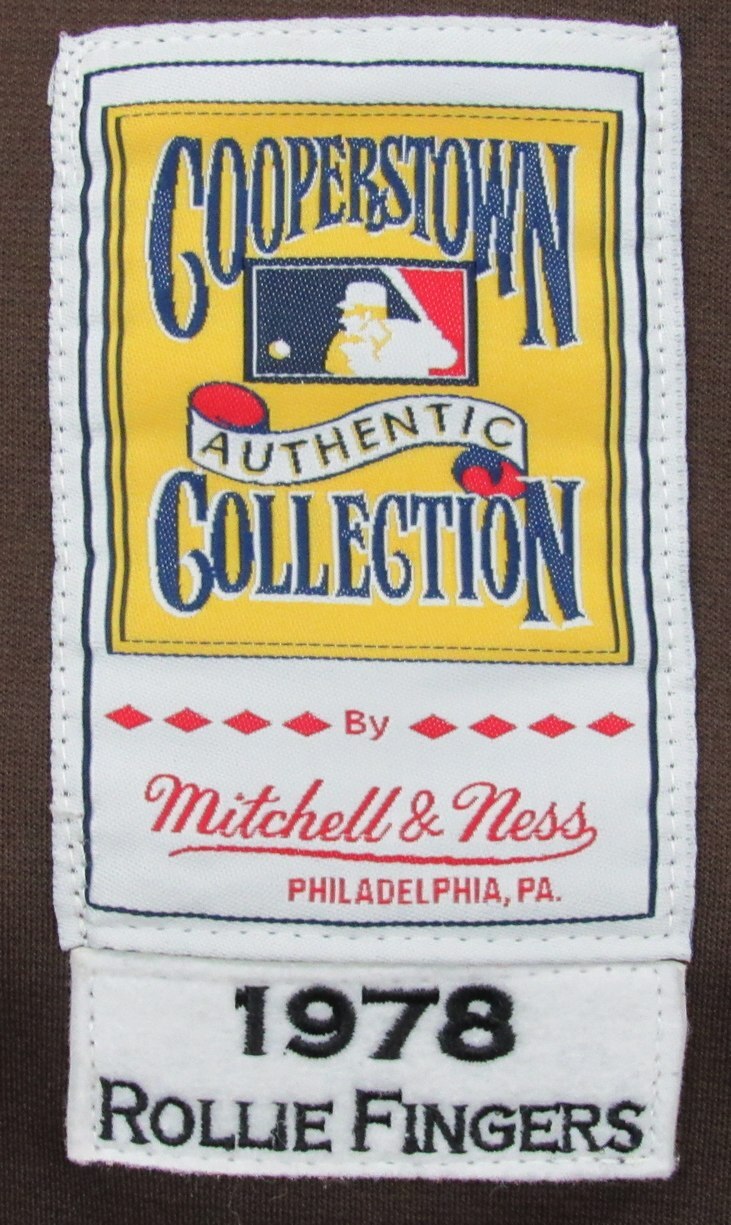 COOPERSTOWN
AUTHENTIC
COLLECTION
By
Mitchell & Ness
PHILADELPHIA, PA.
1978
ROLLIE FINGERS